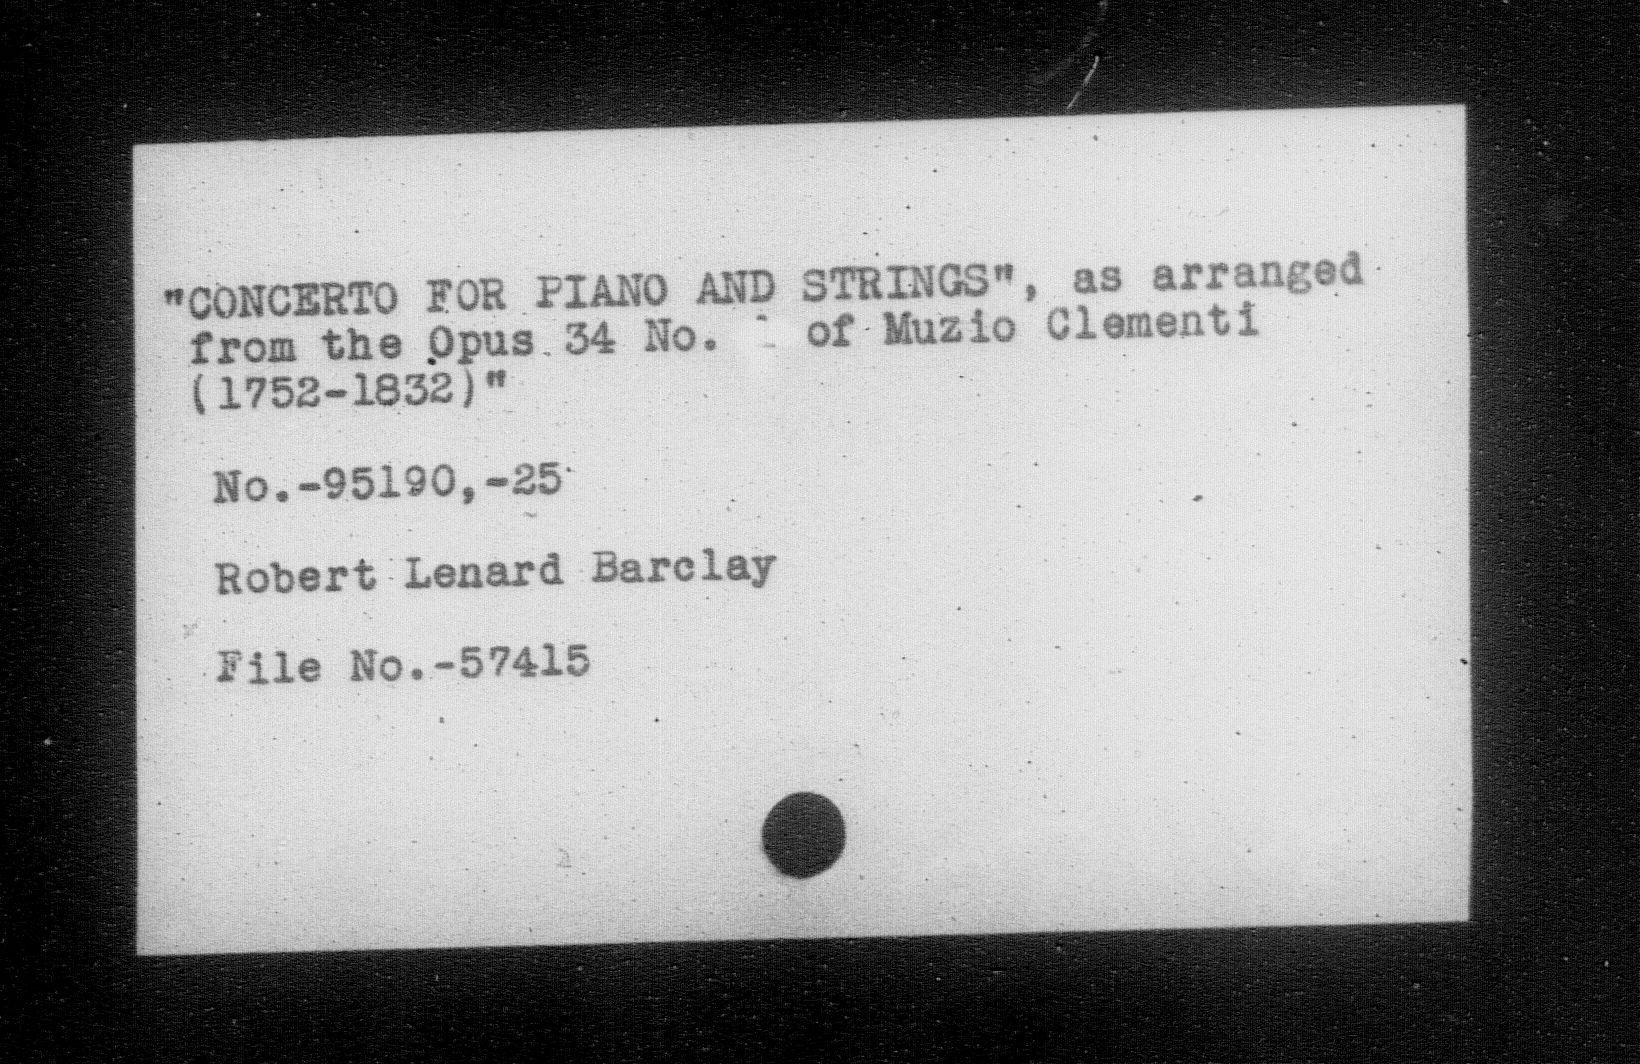 "CONCERTO FOR PIANO AND STRINGS", as arranged
from the Opus 34 No. of Muzio Clementi
(1752-1832)"
No.-95190,-25
Robert Lenard Barclay
File No.-57415